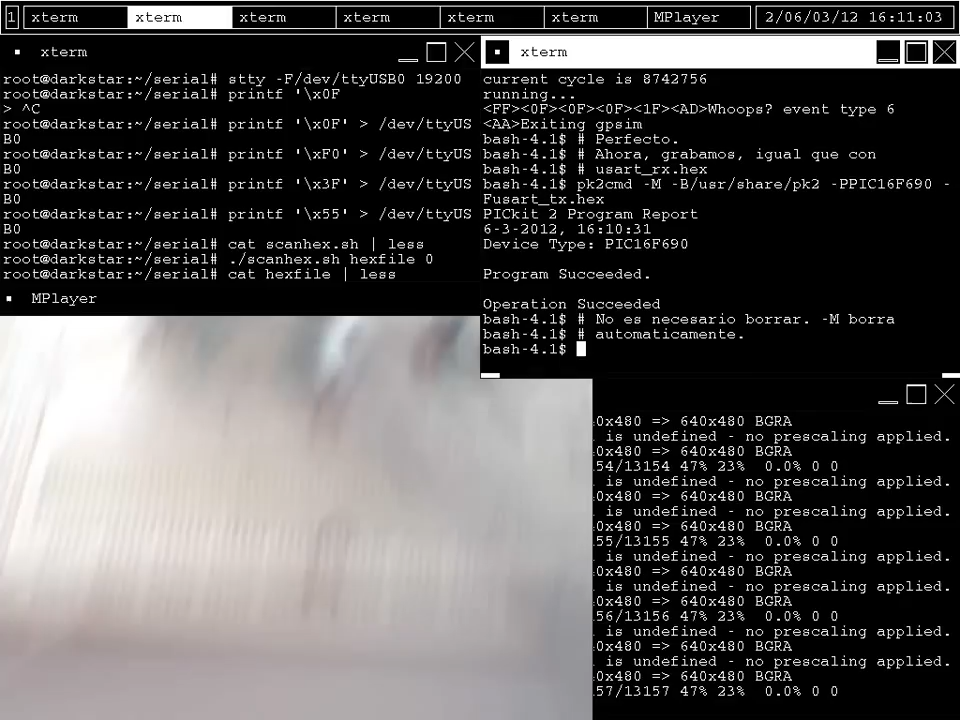 1 xterm xterm xterm xterm xterm xterm MPlayer 2/06/03/12 16:11:03
xterm
root@darkstar:~/serial# stty -F/dev/ttyUSB0 19200
root@darkstar:~/serial# printf '\x0F
> ^C
root@darkstar:~/serial# printf '\x0F' > /dev/ttyUS
B0
root@darkstar:~/serial# printf '\xF0' > /dev/ttyUS
B0
root@darkstar:~/serial# printf '\x3F' > /dev/ttyUS
B0
root@darkstar:~/serial# printf '\x55' > /dev/ttyUS
B0
root@darkstar:~/serial# cat scanhex.sh | less
root@darkstar:~/serial# ./scanhex.sh hexfile 0
root@darkstar:~/serial# cat hexfile | less
MPlayer
xterm
current cycle is 8742756
running...
<FF><0F><0F><0F><1F><AD>Whoops? event type 6
<AA>Exiting gpsim
bash-4.1$ # Perfecto.
bash-4.1$ # Ahora, grabamos, igual que con
bash-4.1$ # usart_rx.hex
bash-4.1$ pk2cmd -M -B/usr/share/pk2 -PPIC16F690 -
Fusart_tx.hex
PICkit 2 Program Report
6-3-2012, 16:10:31
Device Type: PIC16F690
Program Succeeded.
Operation Succeeded
bash-4.1$ # No es necesario borrar. -M borra
bash-4.1$ # automaticamente.
bash-4.1$
0x480 => 640x480 BGRA
is undefined - no prescaling applied.
0x480 => 640x480 BGRA
54/13154 47% 23% 0.0% 0 0
is undefined - no prescaling applied.
0x480 => 640x480 BGRA
is undefined - no prescaling applied.
0x480 => 640x480 BGRA
55/13155 47% 23% 0.0% 0 0
is undefined - no prescaling applied.
0x480 => 640x480 BGRA
is undefined - no prescaling applied.
0x480 => 640x480 BGRA
56/13156 47% 23% 0.0% 0 0
is undefined - no prescaling applied.
0x480 => 640x480 BGRA
is undefined - no prescaling applied.
0x480 => 640x480 BGRA
57/13157 47% 23% 0.0% 0 0